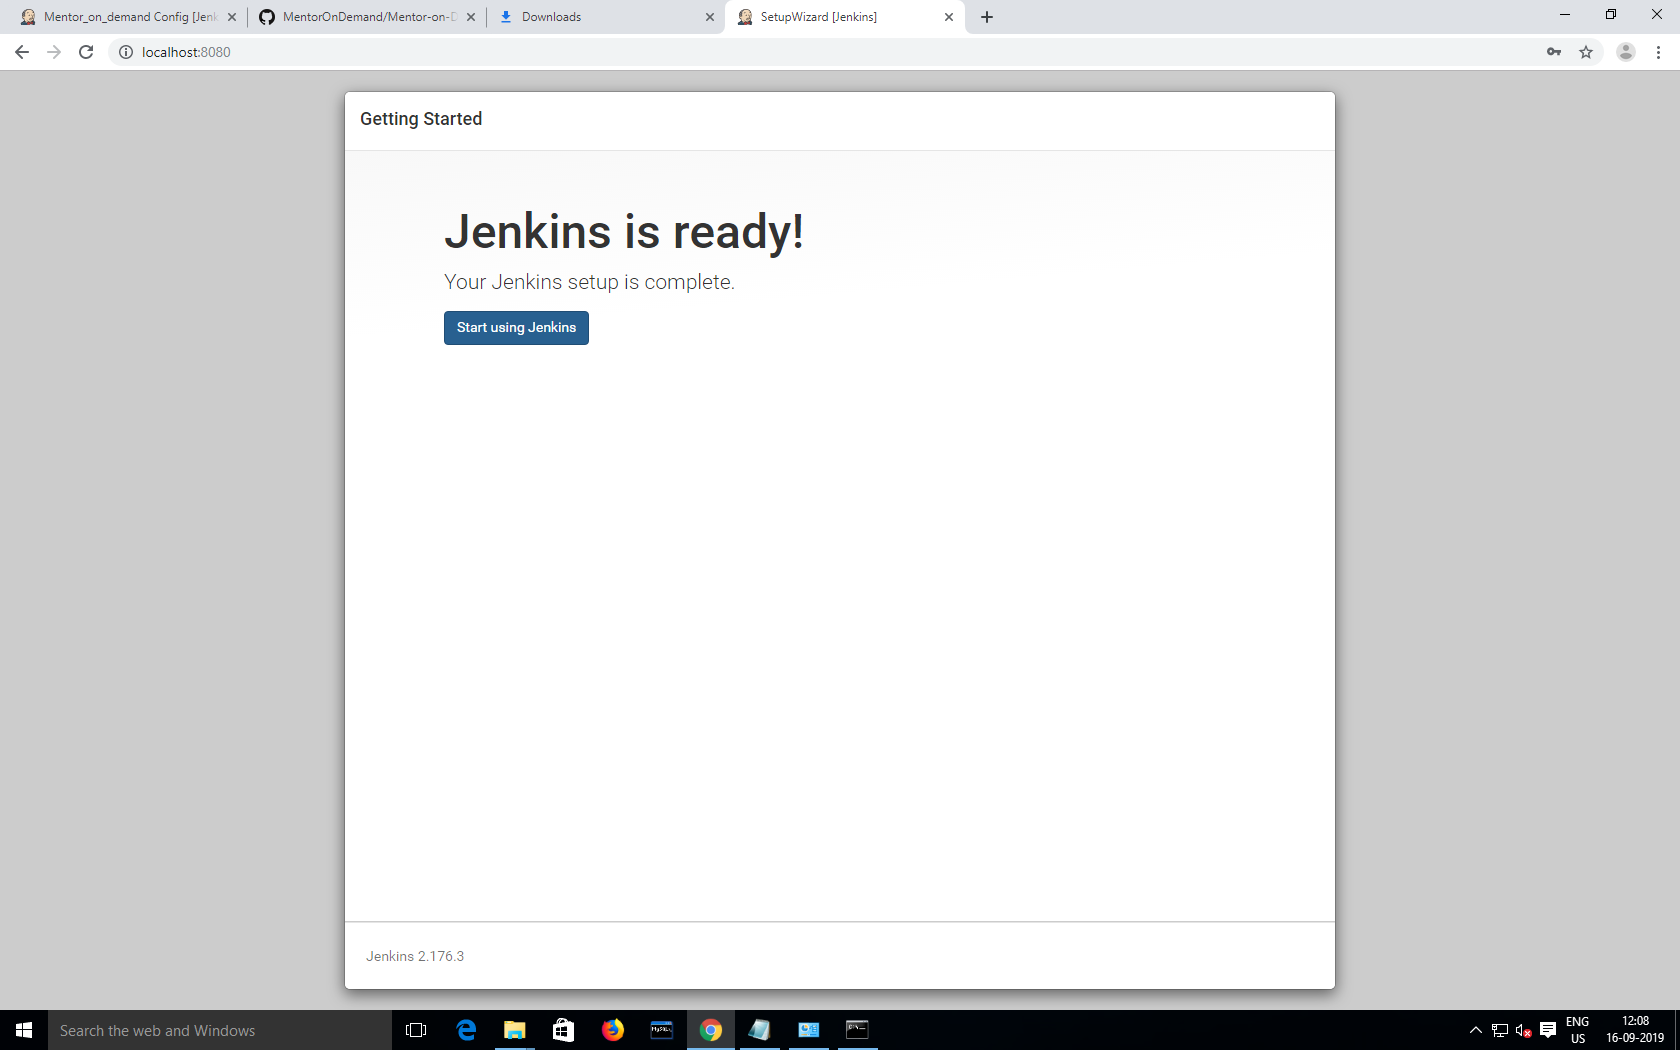 Mentor_on_demand Config [Jenk
MentorOnDemand/Mentor-on-D
Downloads
SetupWizard [Jenkins]
localhost:8080
Getting Started
Jenkins is ready!
Your Jenkins setup is complete.
Start using Jenkins
Jenkins 2.176.3
Search the web and Windows
ENG
US
12:08
16-09-2019